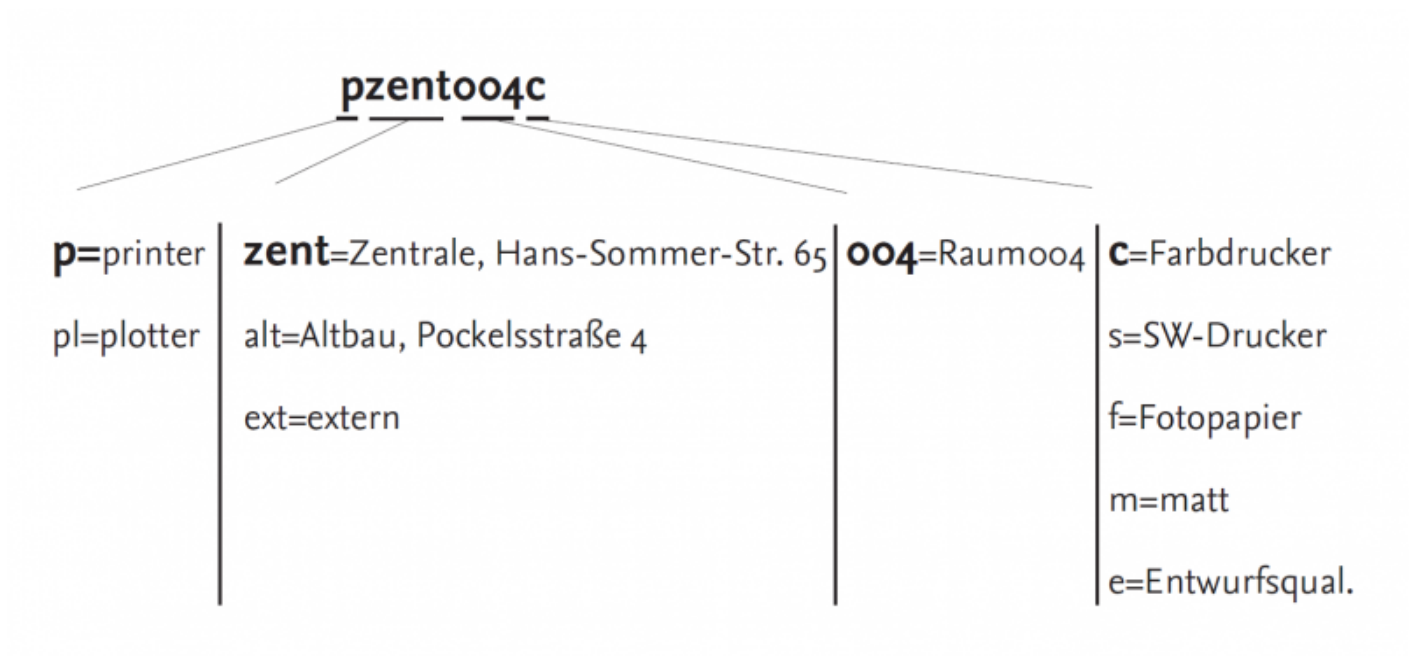 pzent004c
p=printer
pl=plotter
zent=Zentrale, Hans-Sommer-Str. 65
alt=Altbau, Pockelsstraße 4
ext=extern
004=Raum004
c=Farbdrucker
s=SW-Drucker
f=Fotopapier
m=matt
e=Entwurfsqual.